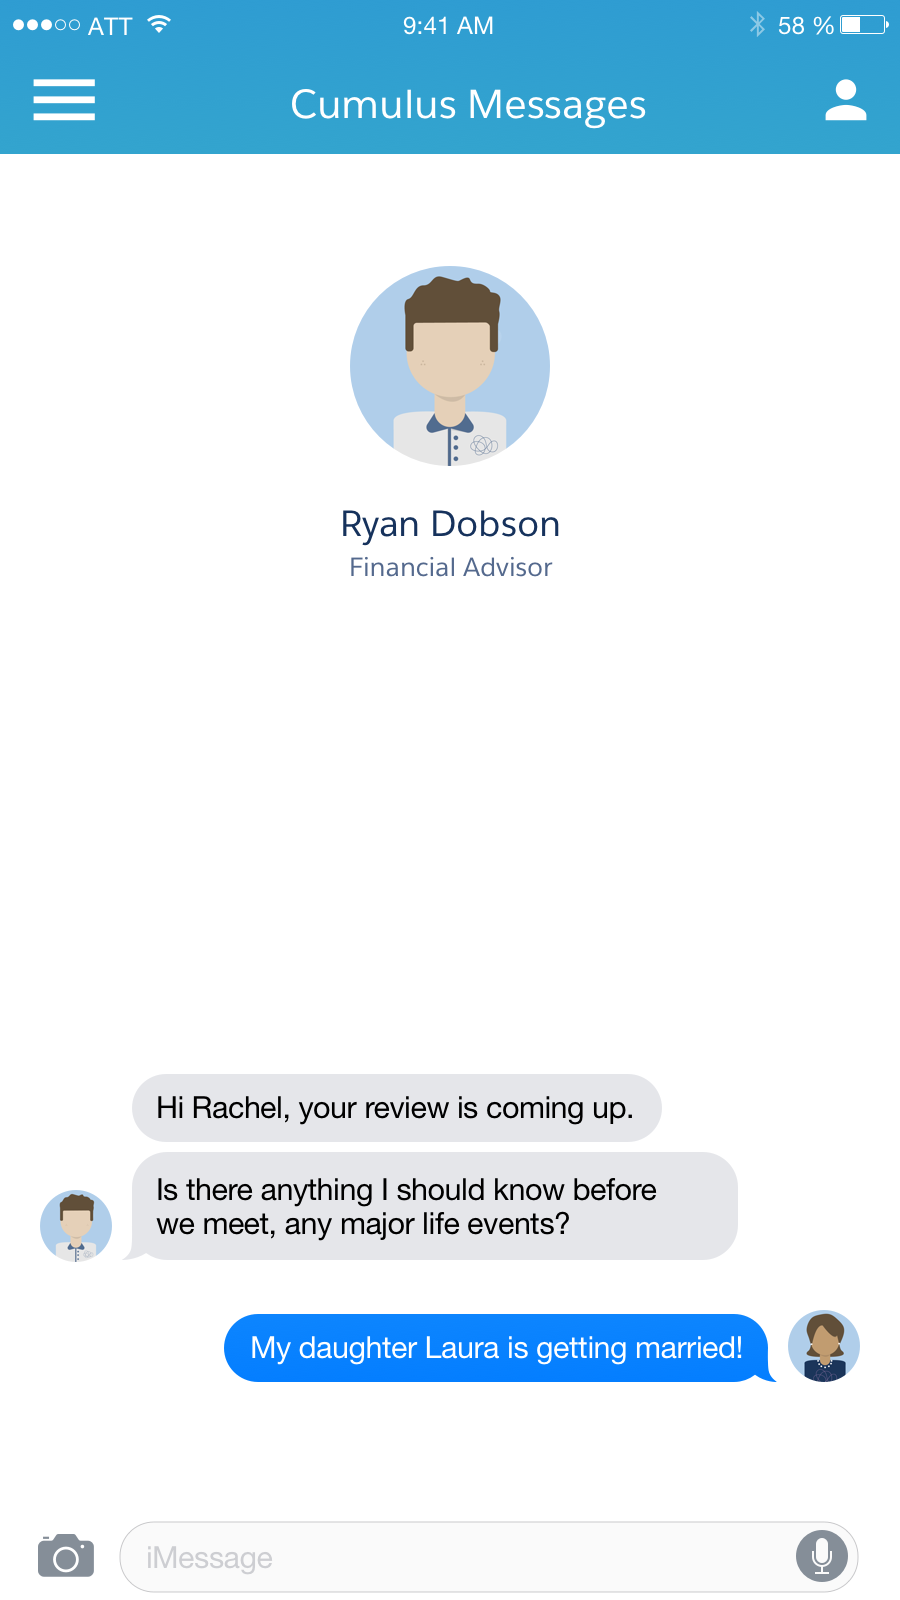 ATT 9:41 AM 58 %
Cumulus Messages
Ryan Dobson
Financial Advisor
Hi Rachel, your review is coming up.
Is there anything I should know before
we meet, any major life events?
My daughter Laura is getting married!
iMessage